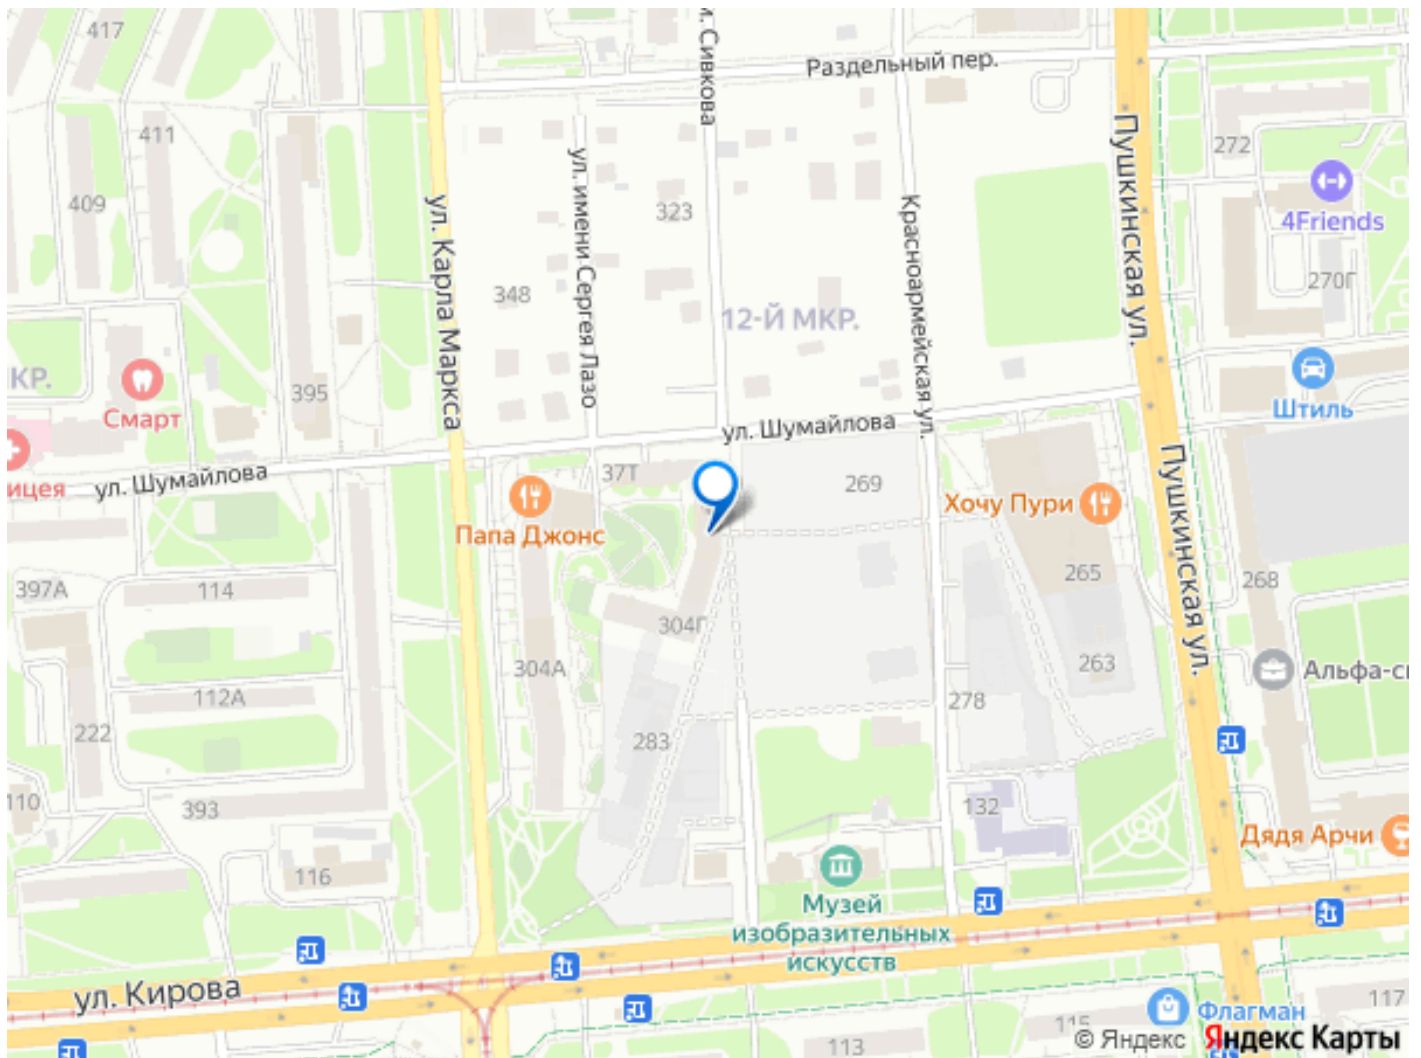 417
м. Сивкова
Раздельный пер.
411
272
Пушкинская ул.
4Friends
409
ул. Карла Маркса
ул. имени Сергея Лазо
323
Красноармейская ул.
270Г
348
12-Й МКР.
КР.
Смарт
395
Штиль
ул. Шумайлова
ицея
ул. Шумайлова
37Т
269
Хочу Пури
Пушкинская ул.
Папа Джонс
397А
114
265
268
304Г
304А
263
Альфа-с
112А
278
222
283
110
393
132
Дядя Арчи
116
Музей
изобразительных
искусств
ул. Кирова
117
Флагман
115
113
© Яндекс Яндекс Карты